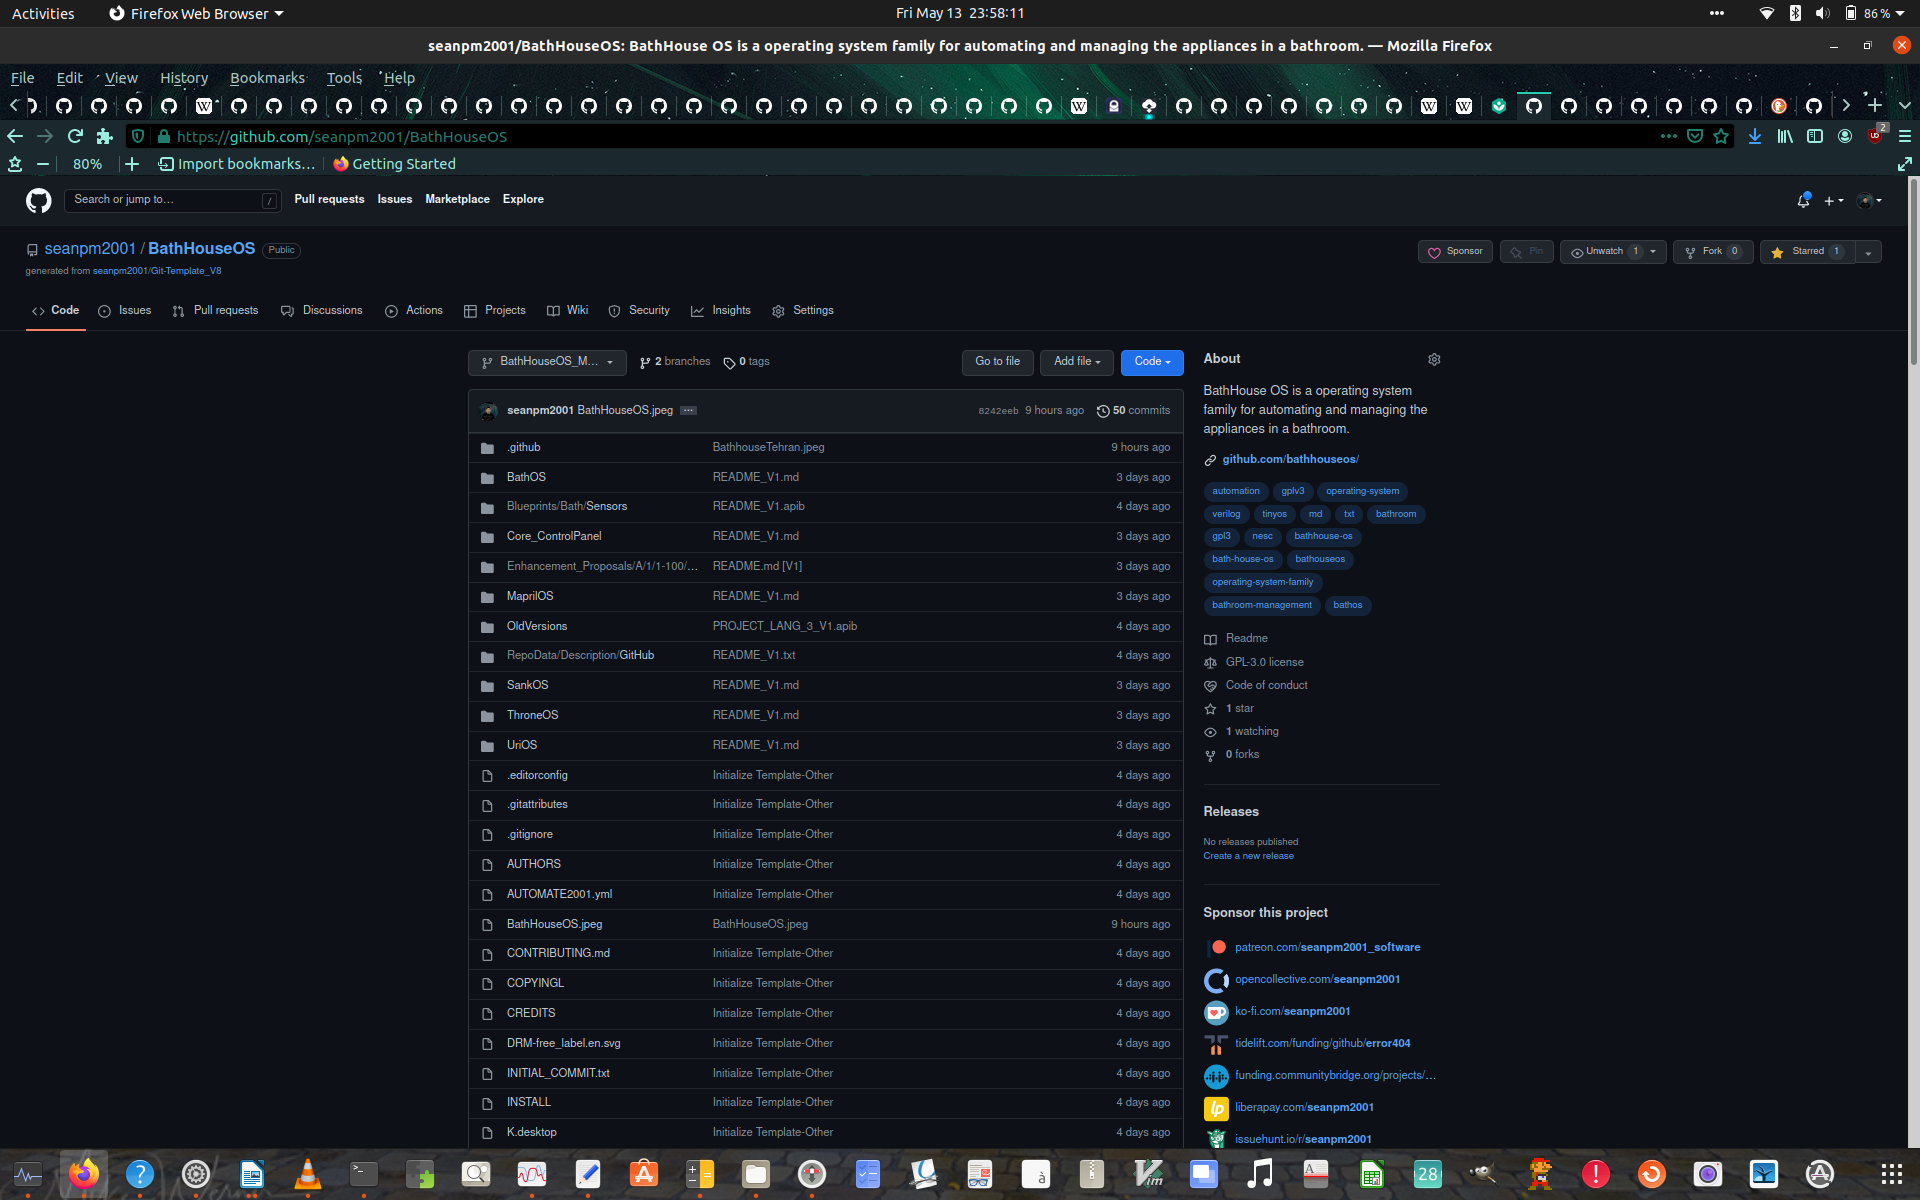 Activities
Firefox Web Browser
Fri May 13  23:58:11
86 %
seanpm2001/BathHouseOS: BathHouse OS is a operating system family for automating and managing the appliances in a bathroom. — Mozilla Firefox
File Edit View History Bookmarks Tools Help
https://github.com/seanpm2001/BathHouseOS
2
80%
Import bookmarks...
Getting Started
Search or jump to...
/
Pull requests Issues Marketplace Explore
seanpm2001 / BathHouseOS Public
generated from seanpm2001/Git-Template_V8
Sponsor
Pin
Unwatch 1
Fork 0
Starred 1
Code Issues Pull requests Discussions Actions Projects Wiki Security Insights Settings
BathHouseOS_M...
2 branches
0 tags
Go to file
Add file
Code
seanpm2001 BathHouseOS.jpeg ...
8242eeb 9 hours ago 50 commits
.github BathhouseTehran.jpeg 9 hours ago
BathOS README_V1.md 3 days ago
Blueprints/Bath/Sensors README_V1.apib 4 days ago
Core_ControlPanel README_V1.md 3 days ago
Enhancement_Proposals/A/1/1-100/... README.md [V1] 3 days ago
MaprilOS README_V1.md 3 days ago
OldVersions PROJECT_LANG_3_V1.apib 4 days ago
RepoData/Description/GitHub README_V1.txt 4 days ago
SankOS README_V1.md 3 days ago
ThroneOS README_V1.md 3 days ago
UriOS README_V1.md 3 days ago
.editorconfig Initialize Template-Other 4 days ago
.gitattributes Initialize Template-Other 4 days ago
.gitignore Initialize Template-Other 4 days ago
AUTHORS Initialize Template-Other 4 days ago
AUTOMATE2001.yml Initialize Template-Other 4 days ago
BathHouseOS.jpeg BathHouseOS.jpeg 9 hours ago
CONTRIBUTING.md Initialize Template-Other 4 days ago
COPYINGL Initialize Template-Other 4 days ago
CREDITS Initialize Template-Other 4 days ago
DRM-free_label.en.svg Initialize Template-Other 4 days ago
INITIAL_COMMIT.txt Initialize Template-Other 4 days ago
INSTALL Initialize Template-Other 4 days ago
K.desktop Initialize Template-Other 4 days ago
About
BathHouse OS is a operating system
family for automating and managing the
appliances in a bathroom.
github.com/bathhouseos/
automation gplv3 operating-system
verilog tinyos md txt bathroom
gpl3 nesc bathhouse-os
bath-house-os bathouseos
operating-system-family
bathroom-management bathos
Readme
GPL-3.0 license
Code of conduct
1 star
1 watching
0 forks
Releases
No releases published
Create a new release
Sponsor this project
patreon.com/seanpm2001_software
opencollective.com/seanpm2001
ko-fi.com/seanpm2001
tidelift.com/funding/github/error404
funding.communitybridge.org/projects/...
liberapay.com/seanpm2001
issuehunt.io/r/seanpm2001
28